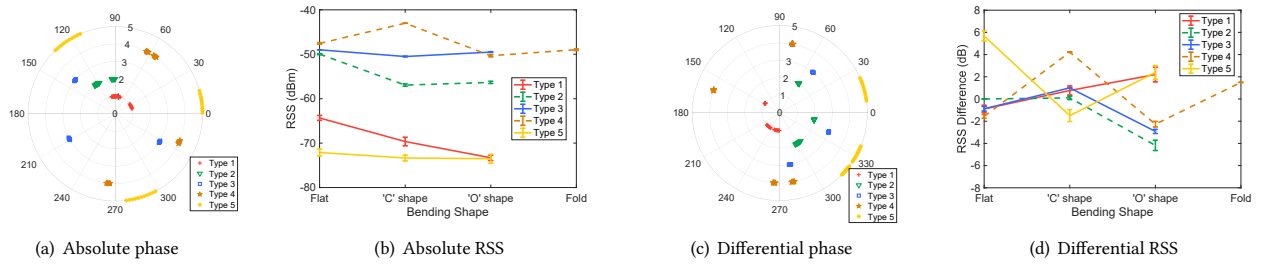 90
120
5
4
3
2
60
150
30
180
0
0
210
330
240
300
270
Type 1
Type 2
Type 3
Type 4
Type 5
(a) Absolute phase
-40
-50
-60
-70
-80
RSS (dBm)
Type 1
Type 2
Type 3
Type 4
Type 5
Flat 'C' shape 'O' shape Fold
Bending Shape
(b) Absolute RSS
90
120
5
4
3
2
60
150
30
180
0
0
210
330
240
300
270
Type 1
Type 2
Type 3
Type 4
Type 5
(c) Differential phase
8
6
4
2
0
-2
-4
-6
-8
RSS Difference (dB)
Type 1
Type 2
Type 3
Type 4
Type 5
Flat 'C' shape 'O' shape Fold
Bending Shape
(d) Differential RSS